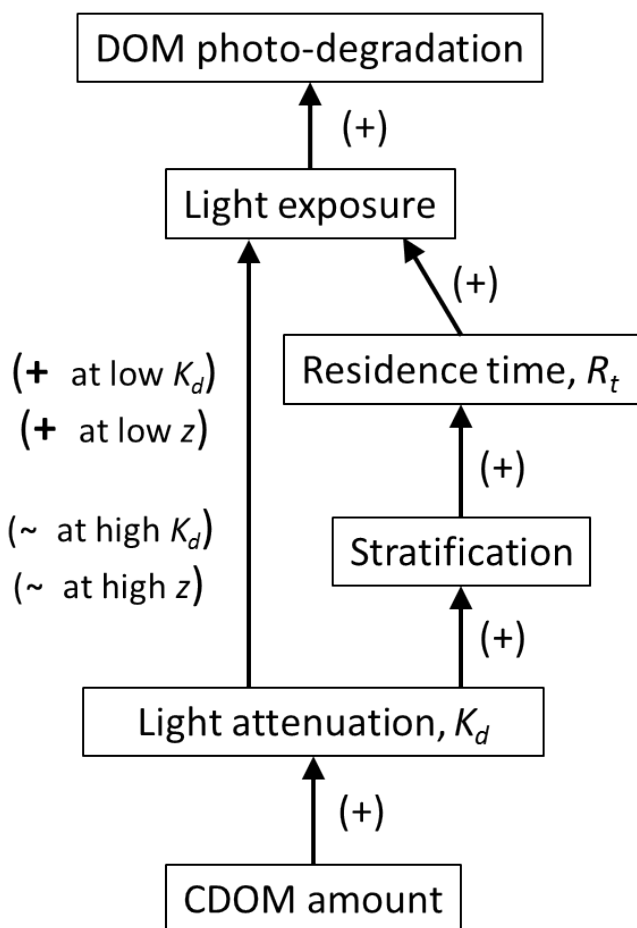 DOM photo-degradation
(+)
Light exposure
(+)
Residence time, Rt
(+ at low Kd)
(+ at low z)
(+)
(~ at high Kd)
(~ at high z)
Stratification
(+)
Light attenuation, Kd
(+)
CDOM amount